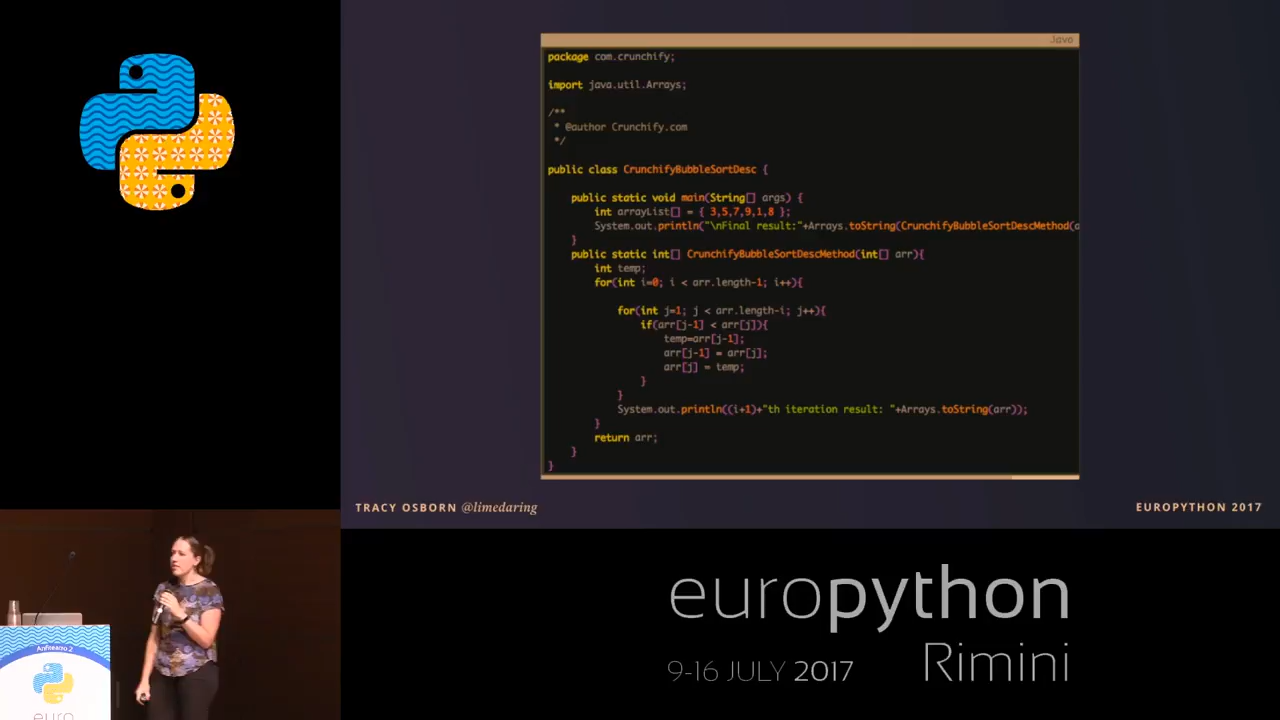 Java
package com.crunchify;
import java.util.Arrays;
/**
* @author Crunchify.com
*/
public class CrunchifyBubbleSortDesc {
public static void main(String[] args) {
int arrayList[] = { 3,5,7,9,1,8 };
System.out.println("\nFinal result:"+Arrays.toString(CrunchifyBubbleSortDescMethod(a
}
public static int[] CrunchifyBubbleSortDescMethod(int[] arr){
int temp;
for(int i=0; i < arr.length-1; i++){
for(int j=1; j < arr.length-i; j++){
if(arr[j-1] < arr[j]){
temp=arr[j-1];
arr[j-1] = arr[j];
arr[j] = temp;
}
}
System.out.println((i+1)+"th iteration result: "+Arrays.toString(arr));
}
return arr;
}
}
TRACY OSBORN @limedaring
EUROPYTHON 2017
Anfiteatro 2
euro
europython
Rimini
9-16 JULY 2017